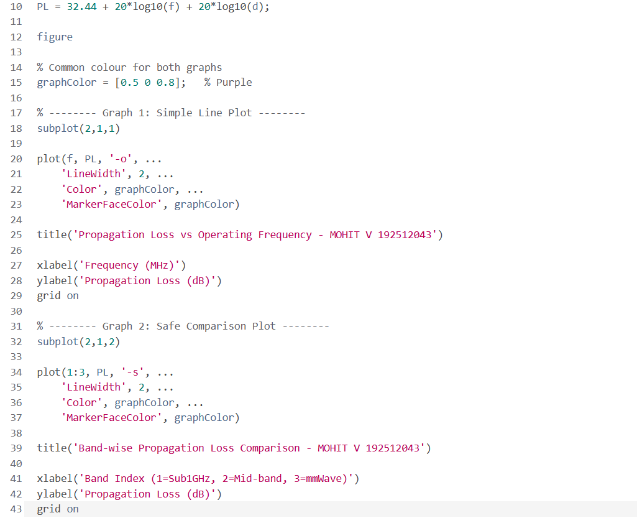 10 PL = 32.44 + 20*log10(f) + 20*log10(d);
11
12 figure
13
14 % Common colour for both graphs
15 graphColor = [0.5 0 0.8];   % Purple
16
17 % -------- Graph 1: Simple Line Plot --------
18 subplot(2,1,1)
19
20 plot(f, PL, '-o', ...
21     'LineWidth', 2, ...
22     'Color', graphColor, ...
23     'MarkerFaceColor', graphColor)
24
25 title('Propagation Loss vs Operating Frequency - MOHIT V 192512043')
26
27 xlabel('Frequency (MHz)')
28 ylabel('Propagation Loss (dB)')
29 grid on
30
31 % -------- Graph 2: Safe Comparison Plot --------
32 subplot(2,1,2)
33
34 plot(1:3, PL, '-s', ...
35     'LineWidth', 2, ...
36     'Color', graphColor, ...
37     'MarkerFaceColor', graphColor)
38
39 title('Band-wise Propagation Loss Comparison - MOHIT V 192512043')
40
41 xlabel('Band Index (1=Sub1GHz, 2=Mid-band, 3=mmWave)')
42 ylabel('Propagation Loss (dB)')
43 grid on